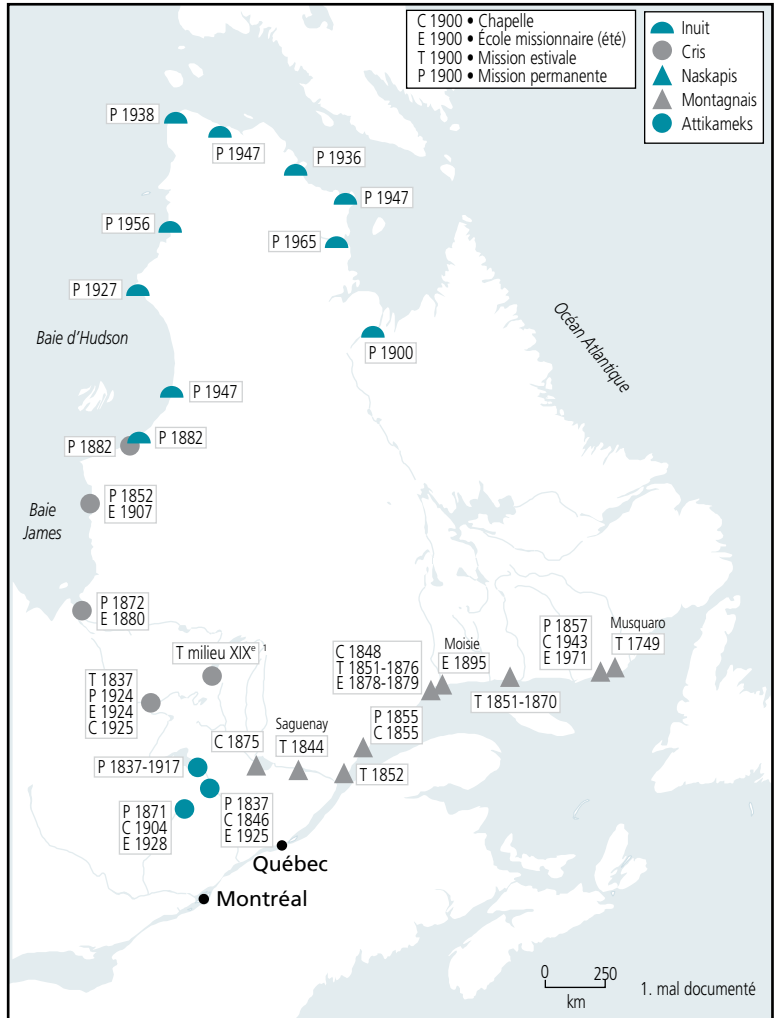 C 1900 • Chapelle
E 1900 • École missionnaire (été)
T 1900 • Mission estivale
P 1900 • Mission permanente
Inuit
Cris
Naskapis
Montagnais
Attikameks
P 1938
P 1947
P 1936
P 1947
P 1956
P 1965
P 1927
Océan Atlantique
Baie d'Hudson
P 1900
P 1947
P 1882
P 1882
P 1852
E 1907
Baie
James
P 1872
E 1880
T milieu XIXe 1
C 1848
T 1851-1876
E 1878-1879
Moisie
E 1895
P 1857
C 1943
E 1971
Musquaro
T 1749
T 1837
P 1924
E 1924
C 1925
T 1851-1870
P 1855
C 1855
Saguenay
C 1875
T 1844
P 1837-1917
T 1852
P 1871
C 1904
E 1928
P 1837
C 1846
E 1925
Québec
Montréal
0 250
km
1. mal documenté